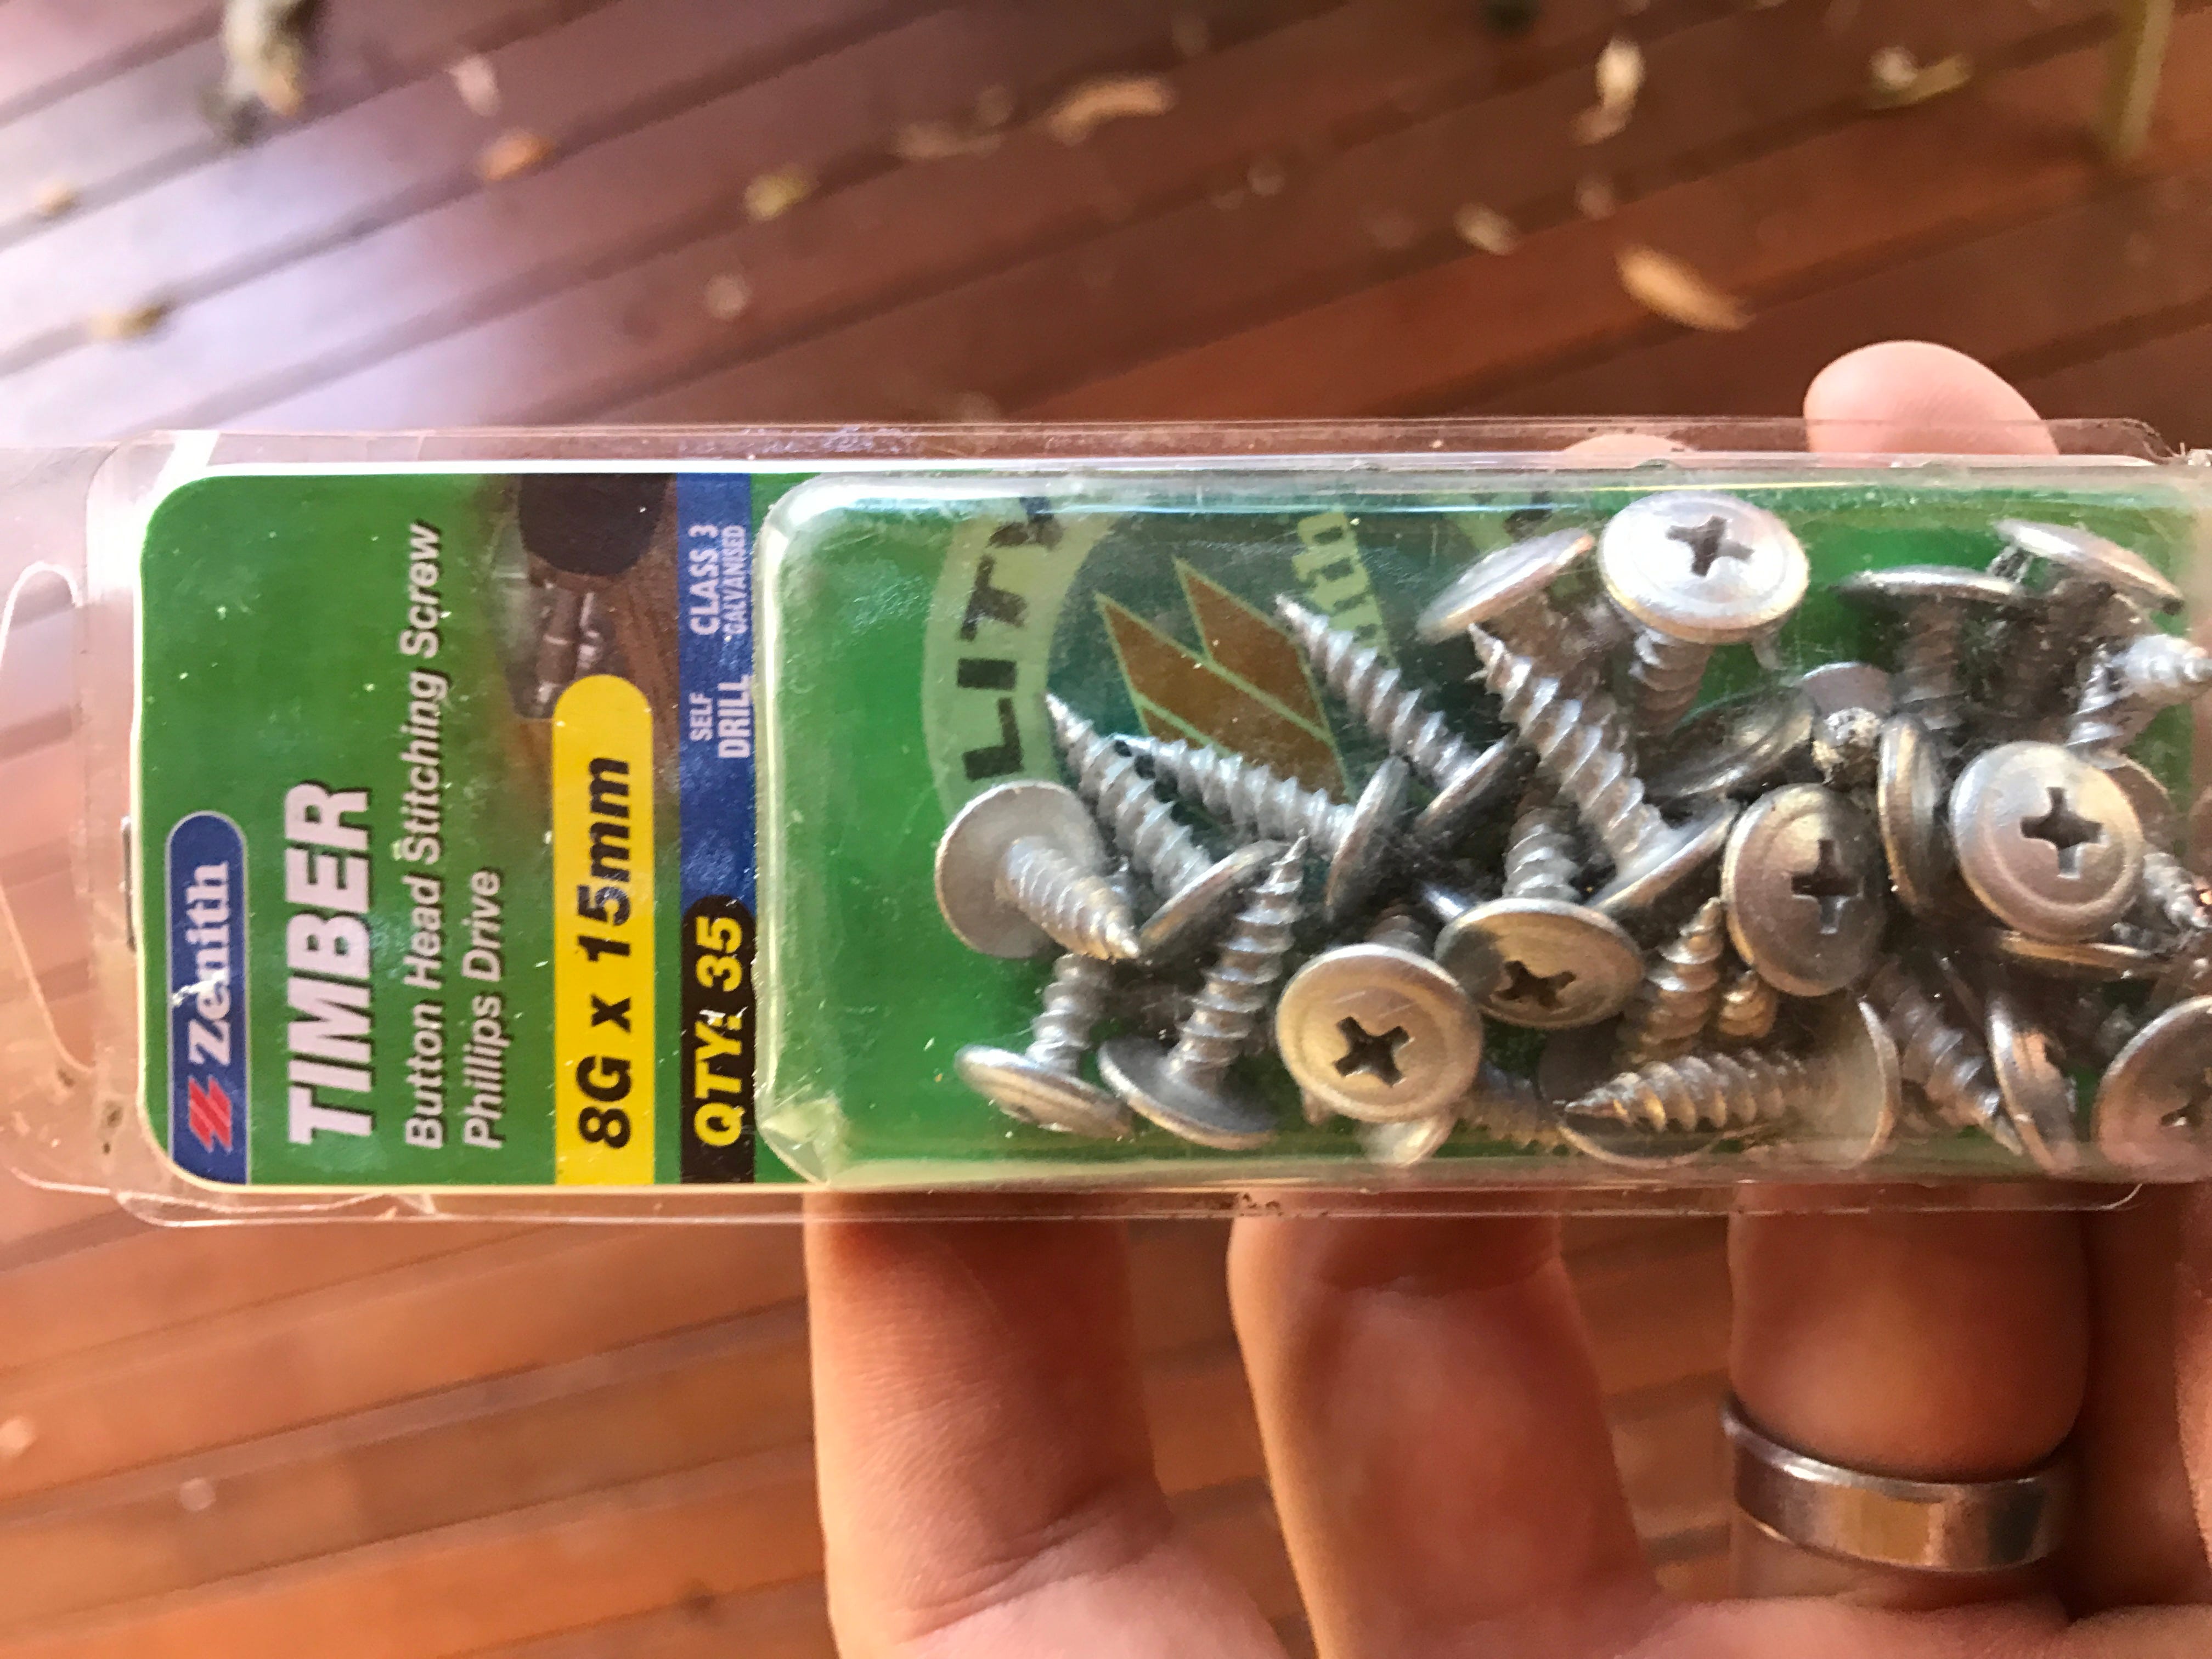 Zenith
TIMBER
Button Head Stitching Screw
Phillips Drive
8G x 15mm
QTY: 35
SELF
DRILL
CLASS 3
GALVANISED